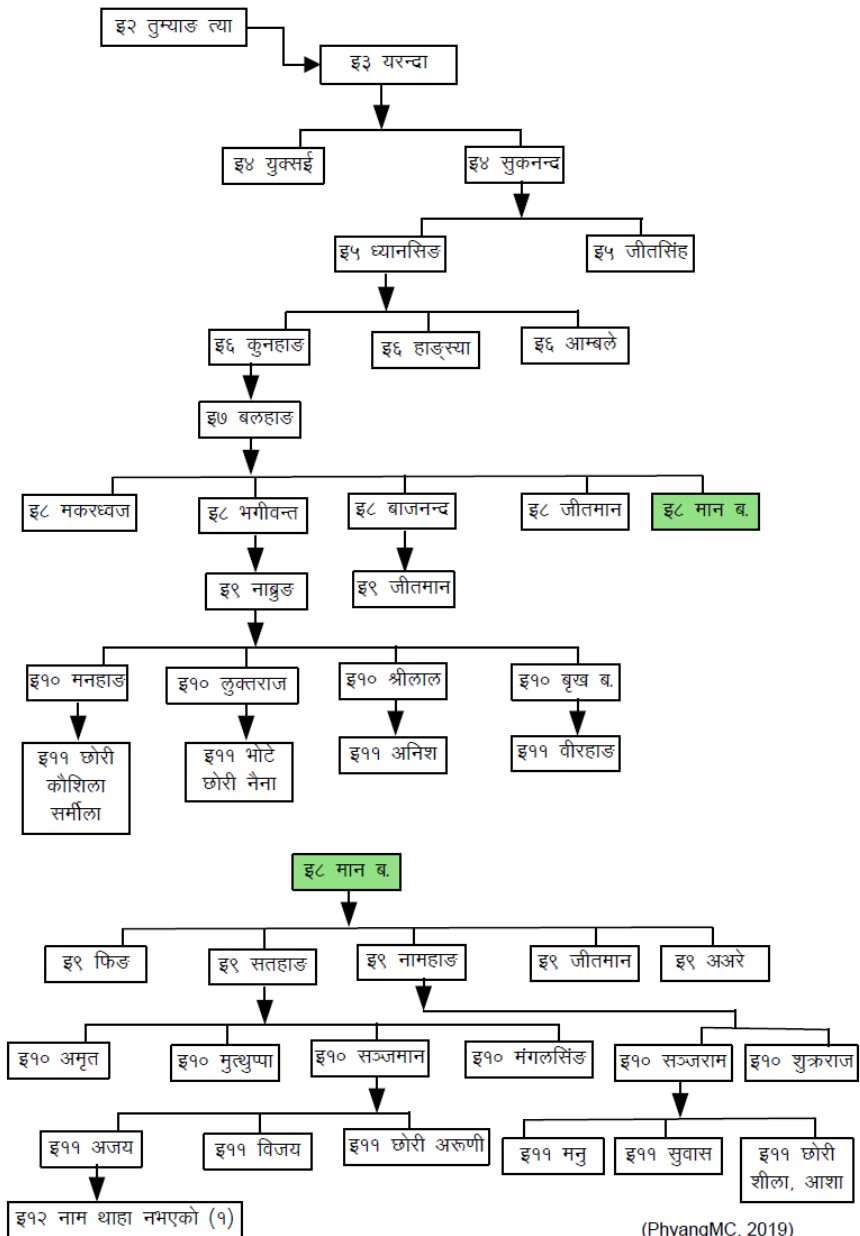 इ२ तुम्याङ त्या
इ३ यरन्दा
इ४ युक्सई
इ४ सुकनन्द
इ५ ध्यानसिङ
इ५ जीतसिंह
इ६ कुनहाङ
इ६ हाङ्स्या
इ६ आम्बले
इ७ बलहाङ
इ८ मकरध्वज
इ८ भगीवन्त
इ८ बाजनन्द
इ८ जीतमान
इ८ मान ब.
इ९ नाब्रुङ
इ९ जीतमान
इ१० मनहाङ
इ१० लुक्तराज
इ१० श्रीलाल
इ१० बृख ब.
इ११ छोरी
कौशिला
सर्मीला
इ११ भोटे
छोरी नैना
इ११ अनिश
इ११ वीरहाङ
इ८ मान ब.
इ९ फिङ
इ९ सतहाङ
इ९ नामहाङ
इ९ जीतमान
इ९ अअरे
इ१० अमृत
इ१० मुत्थुप्पा
इ१० सञ्जमान
इ१० मंगलसिंङ
इ१० सञ्जराम
इ१० शुक्रराज
इ११ अजय
इ११ विजय
इ११ छोरी अरूणी
इ११ मनु
इ११ सुवास
इ११ छोरी
शीला, आशा
इ१२ नाम थाहा नभएको (१)
(PhyangMC, 2019)